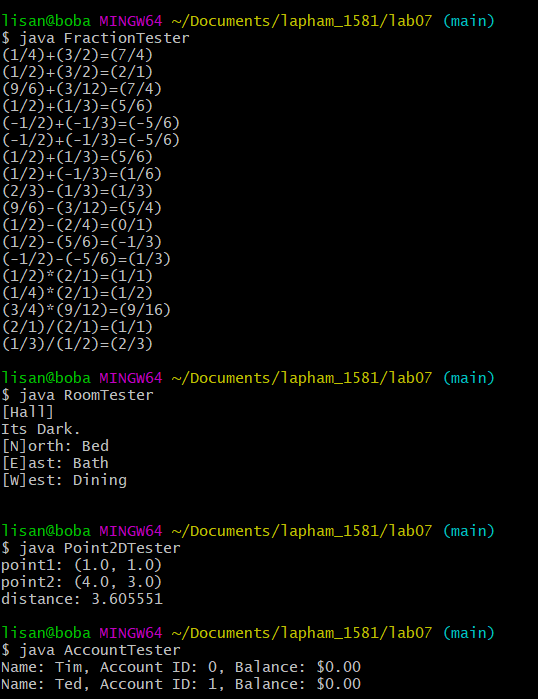 lisan@boba MINGW64 ~/Documents/lapham_1581/lab07 (main)
$ java FractionTester
(1/4)+(3/2)=(7/4)
(1/2)+(3/2)=(2/1)
(9/6)+(3/12)=(7/4)
(1/2)+(1/3)=(5/6)
(-1/2)+(-1/3)=(-5/6)
(-1/2)+(-1/3)=(-5/6)
(1/2)+(1/3)=(5/6)
(1/2)+(-1/3)=(1/6)
(2/3)-(1/3)=(1/3)
(9/6)-(3/12)=(5/4)
(1/2)-(2/4)=(0/1)
(1/2)-(5/6)=(-1/3)
(-1/2)-(-5/6)=(1/3)
(1/2)*(2/1)=(1/1)
(1/4)*(2/1)=(1/2)
(3/4)*(9/12)=(9/16)
(2/1)/(2/1)=(1/1)
(1/3)/(1/2)=(2/3)
lisan@boba MINGW64 ~/Documents/lapham_1581/lab07 (main)
$ java RoomTester
[Hall]
Its Dark.
[N]orth: Bed
[E]ast: Bath
[W]est: Dining
lisan@boba MINGW64 ~/Documents/lapham_1581/lab07 (main)
$ java Point2DTester
point1: (1.0, 1.0)
point2: (4.0, 3.0)
distance: 3.605551
lisan@boba MINGW64 ~/Documents/lapham_1581/lab07 (main)
$ java AccountTester
Name: Tim, Account ID: 0, Balance: $0.00
Name: Ted, Account ID: 1, Balance: $0.00